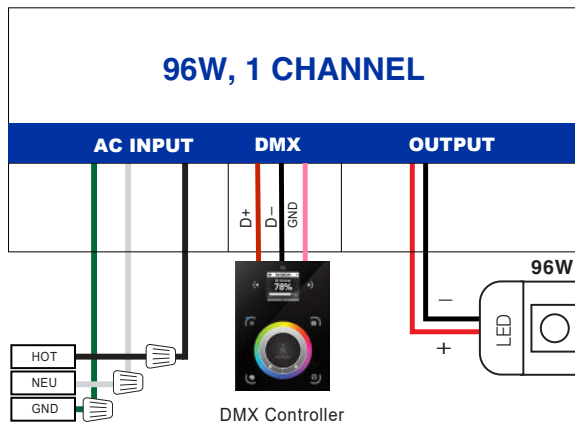 96W, 1 CHANNEL
AC INPUT DMX OUTPUT
D+ D− GND
96W
78%
−
+
LED
HOT
NEU
GND
DMX Controller